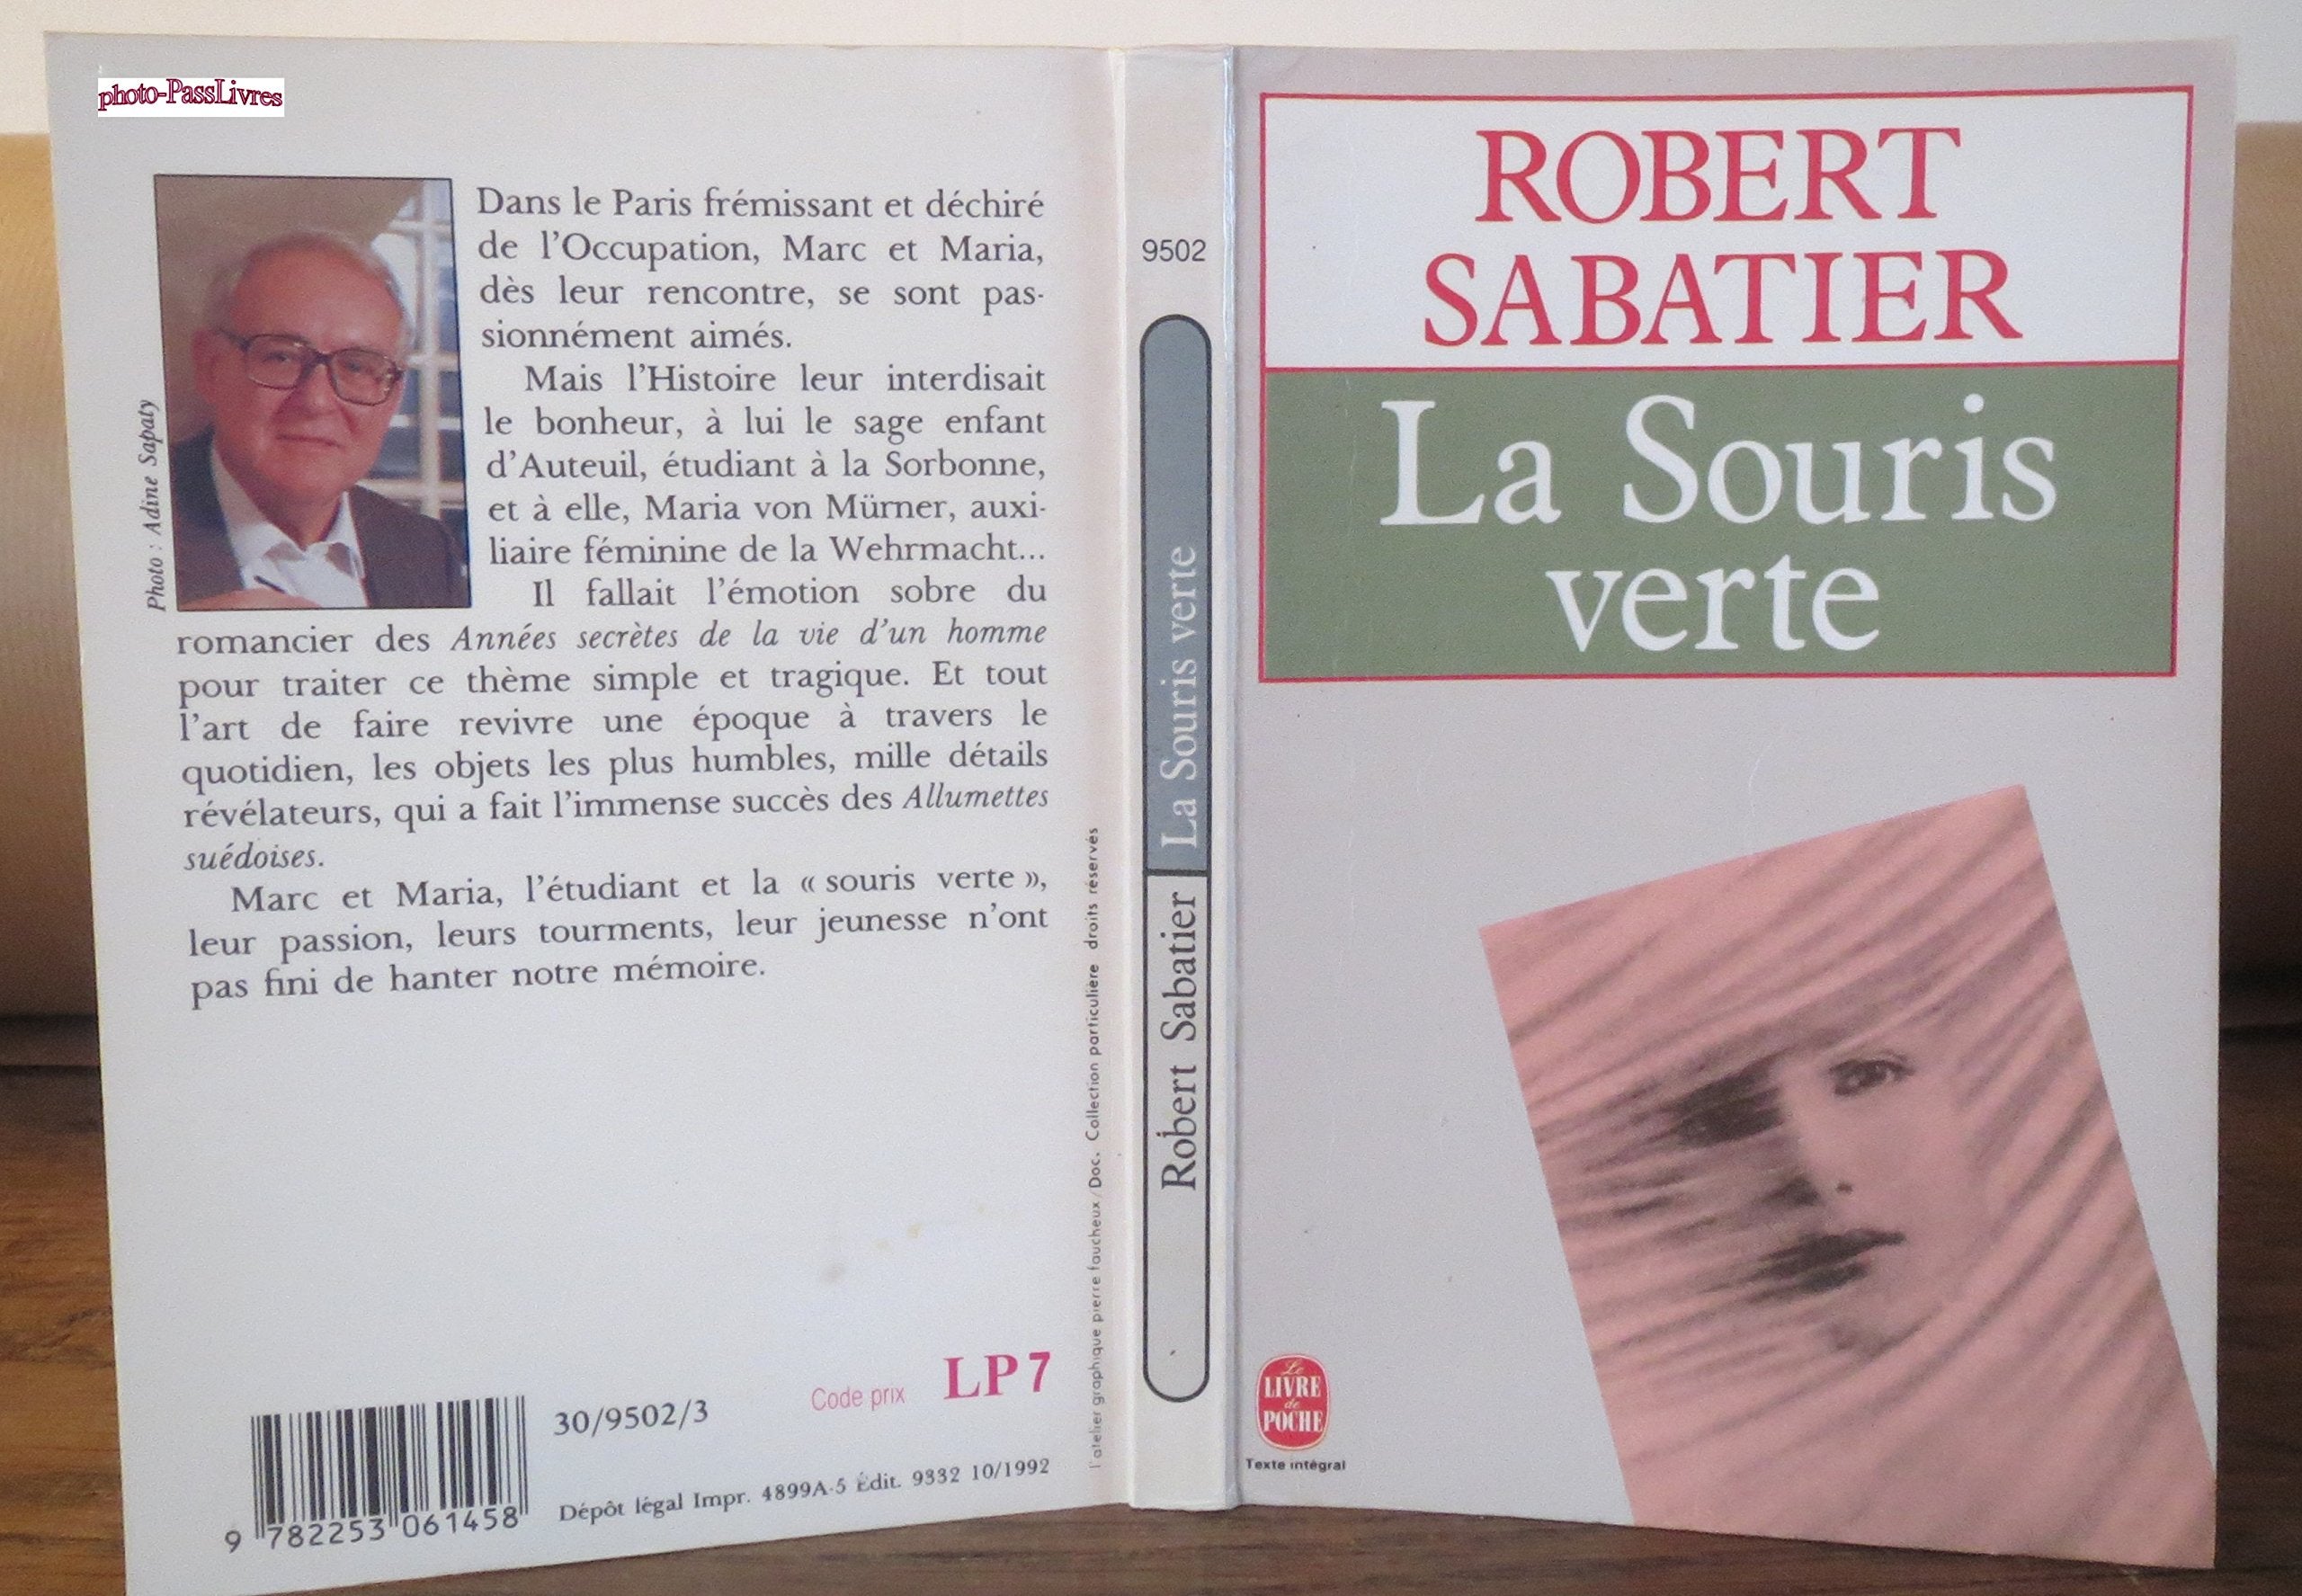 photo-PassLivres
Photo : Adine Sapaty
Dans le Paris frémissant et déchiré
de l'Occupation, Marc et Maria,
dès leur rencontre, se sont pas-
sionnément aimés.
Mais l'Histoire leur interdisait
le bonheur, à lui le sage enfant
d'Auteuil, étudiant à la Sorbonne,
et à elle, Maria von Mürner, auxi-
liaire féminine de la Wehrmacht...
Il fallait l'émotion sobre du
romancier des Années secrètes de la vie d'un homme
pour traiter ce thème simple et tragique. Et tout
l'art de faire revivre une époque à travers le
quotidien, les objets les plus humbles, mille détails
révélateurs, qui a fait l'immense succès des Allumettes
suédoises.
Marc et Maria, l'étudiant et la « souris verte »,
leur passion, leurs tourments, leur jeunesse n'ont
pas fini de hanter notre mémoire.
l'atelier graphique pierre faucheux / Doc. Collection particulière droits réservés
Code prix LP 7
30/9502/3
9 782253 061458
Dépôt légal Impr. 4899A-5 Édit. 9332 10/1992
9502
Robert Sabatier La Souris verte
ROBERT
SABATIER
La Souris
verte
Le
LIVRE
de
POCHE
Texte intégral